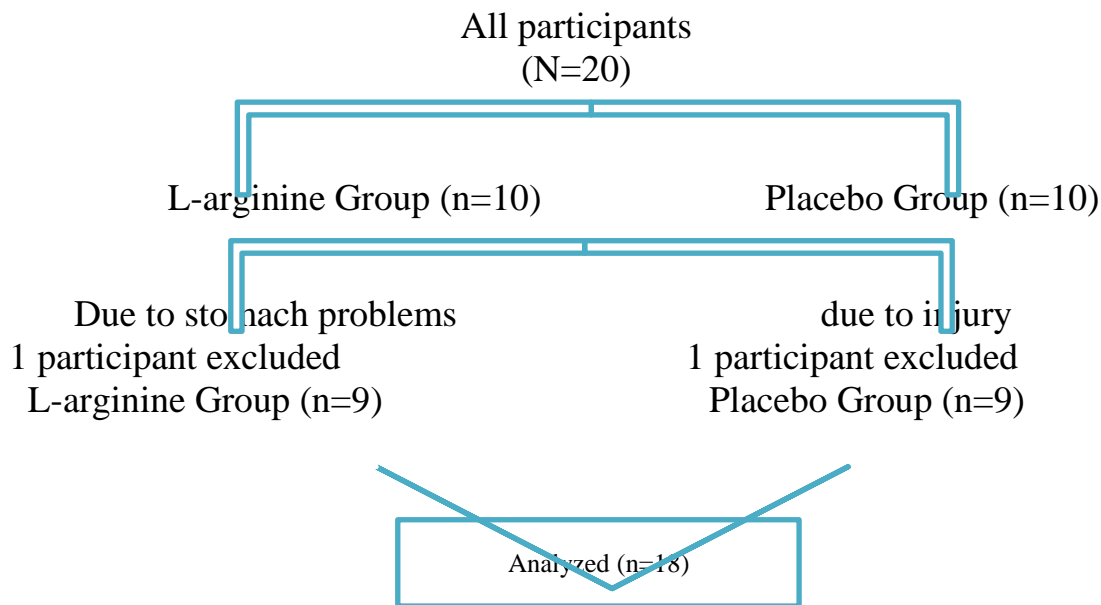 All participants
(N=20)
L-arginine Group (n=10)
Placebo Group (n=10)
Due to stomach problems
1 participant excluded
L-arginine Group (n=9)
due to injury
1 participant excluded
Placebo Group (n=9)
Analyzed (n=18)